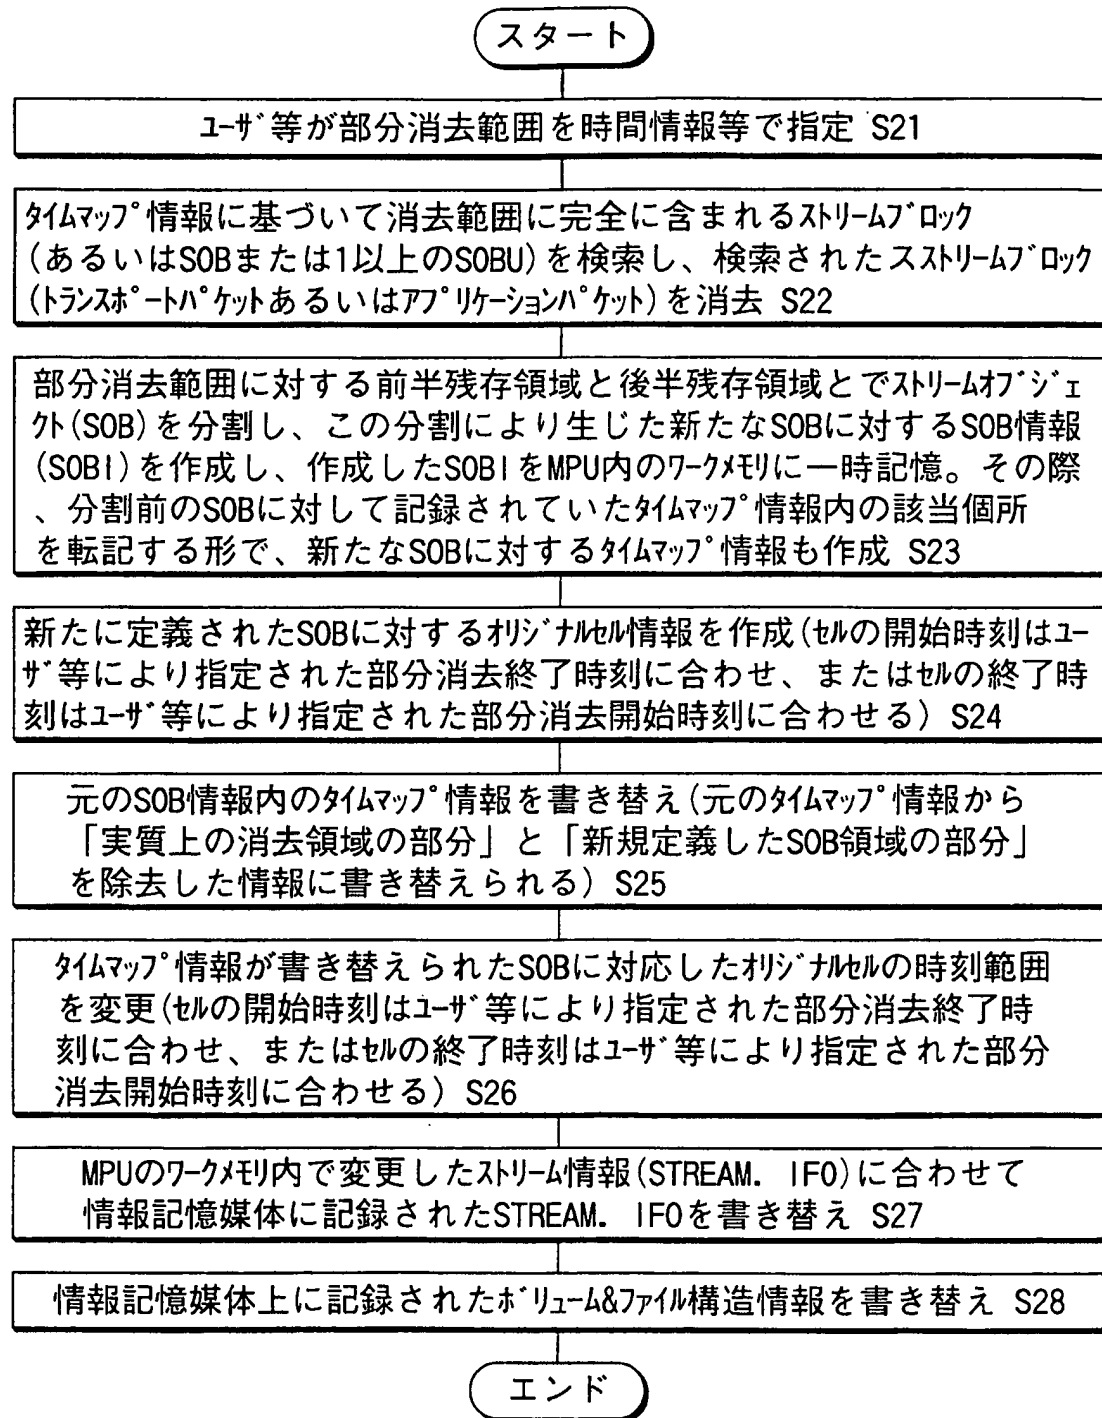 スタート
ユーザ等が部分消去範囲を時間情報等で指定 S21
タイムマップ情報に基づいて消去範囲に完全に含まれるストリームブロック
(あるいはSOBまたは1以上のSOBU)を検索し、検索されたスストリームブロック
(トランスポートパケットあるいはアプリケーションパケット)を消去 S22
部分消去範囲に対する前半残存領域と後半残存領域とでストリームオブジェ
クト(SOB)を分割し、この分割により生じた新たなSOBに対するSOB情報
(SOBI)を作成し、作成したSOBIをMPU内のワークメモリに一時記憶。その際
、分割前のSOBに対して記録されていたタイムマップ情報内の該当個所
を転記する形で、新たなSOBに対するタイムマップ情報も作成 S23
新たに定義されたSOBに対するオリジナルセル情報を作成(セルの開始時刻はユー
ザ等により指定された部分消去終了時刻に合わせ、またはセルの終了時
刻はユーザ等により指定された部分消去開始時刻に合わせる) S24
元のSOB情報内のタイムマップ情報を書き替え(元のタイムマップ情報から
「実質上の消去領域の部分」と「新規定義したSOB領域の部分」
を除去した情報に書き替えられる) S25
タイムマップ情報が書き替えられたSOBに対応したオリジナルセルの時刻範囲
を変更(セルの開始時刻はユーザ等により指定された部分消去終了時
刻に合わせ、またはセルの終了時刻はユーザ等により指定された部分
消去開始時刻に合わせる) S26
MPUのワークメモリ内で変更したストリーム情報(STREAM. IFO)に合わせて
情報記憶媒体に記録されたSTREAM. IFOを書き替え S27
情報記憶媒体上に記録されたボリューム&ファイル構造情報を書き替え S28
エンド